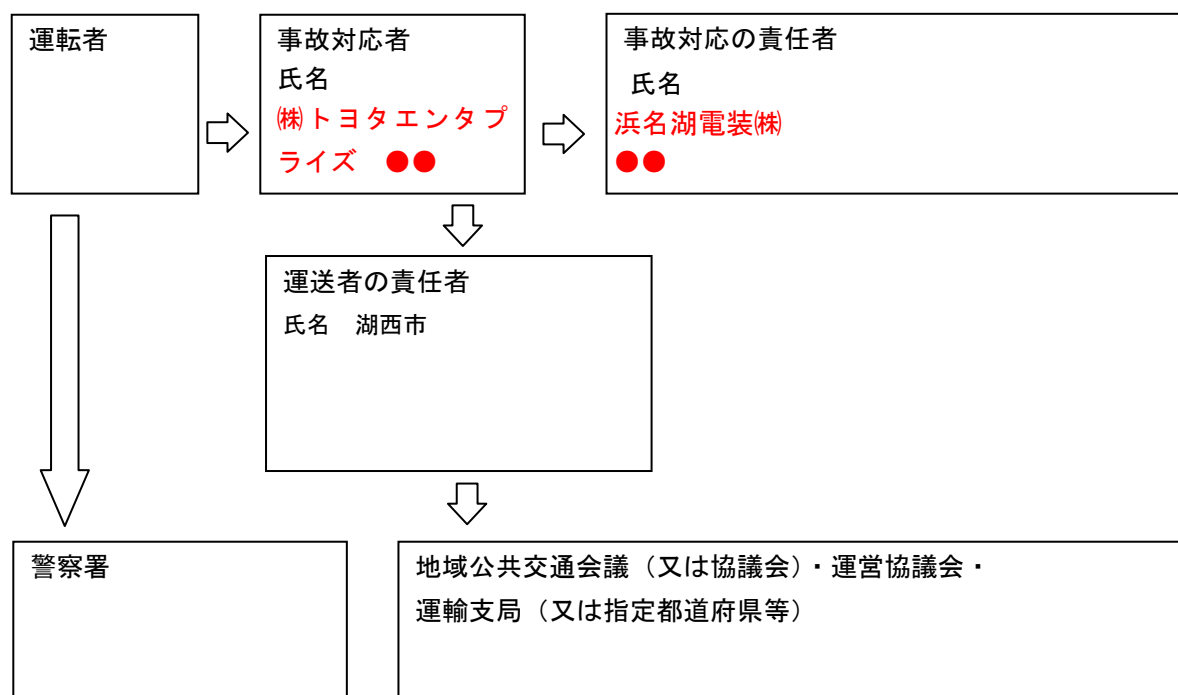 運転者
事故対応者
氏名
㈱トヨタエンタプ
ライズ　●●
事故対応の責任者
氏名
浜名湖電装㈱
●●
運送者の責任者
氏名　湖西市
警察署
地域公共交通会議（又は協議会）・運営協議会・
運輸支局（又は指定都道府県等）